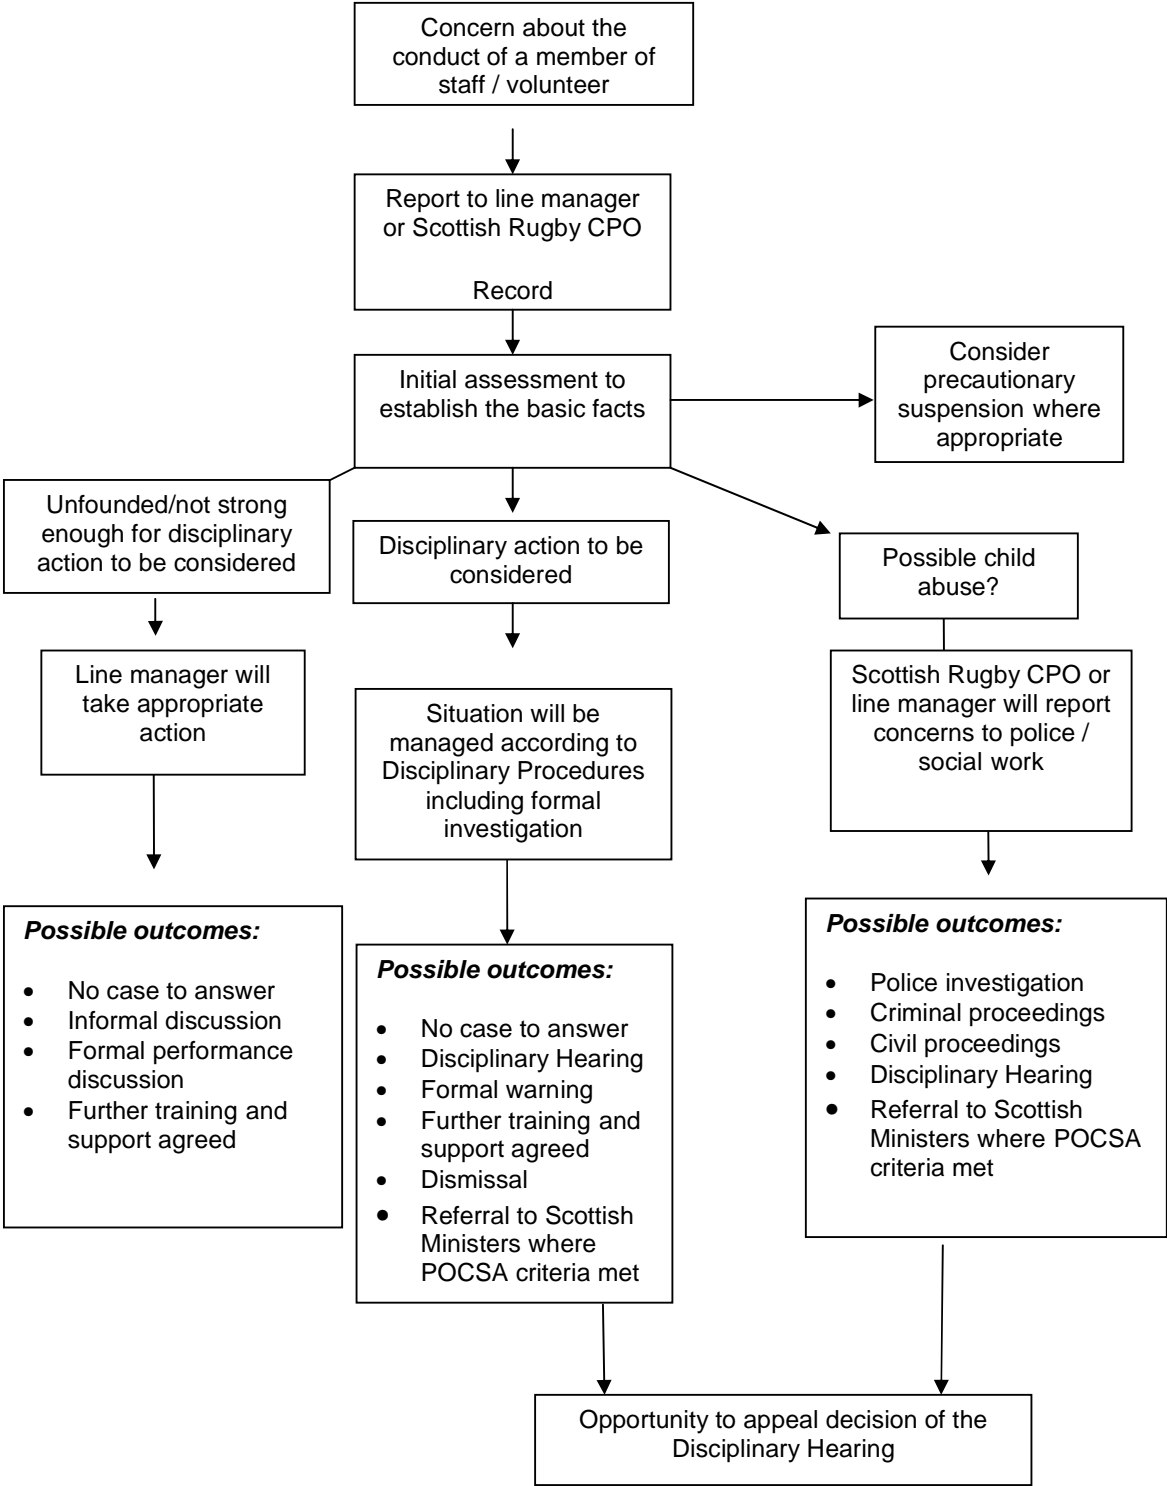 Concern about the
conduct of a member of
staff / volunteer
Report to line manager
or Scottish Rugby CPO
Record
Initial assessment to
establish the basic facts
Consider
precautionary
suspension where
appropriate
Unfounded/not strong
enough for disciplinary
action to be considered
Disciplinary action to be
considered
Possible child
abuse?
Line manager will
take appropriate
action
Situation will be
managed according to
Disciplinary Procedures
including formal
investigation
Scottish Rugby CPO or
line manager will report
concerns to police /
social work
Possible outcomes:
• No case to answer
• Informal discussion
• Formal performance
discussion
• Further training and
support agreed
Possible outcomes:
• No case to answer
• Disciplinary Hearing
• Formal warning
• Further training and
support agreed
• Dismissal
• Referral to Scottish
Ministers where
POCSA criteria met
Possible outcomes:
• Police investigation
• Criminal proceedings
• Civil proceedings
• Disciplinary Hearing
• Referral to Scottish
Ministers where POCSA
criteria met
Opportunity to appeal decision of the
Disciplinary Hearing